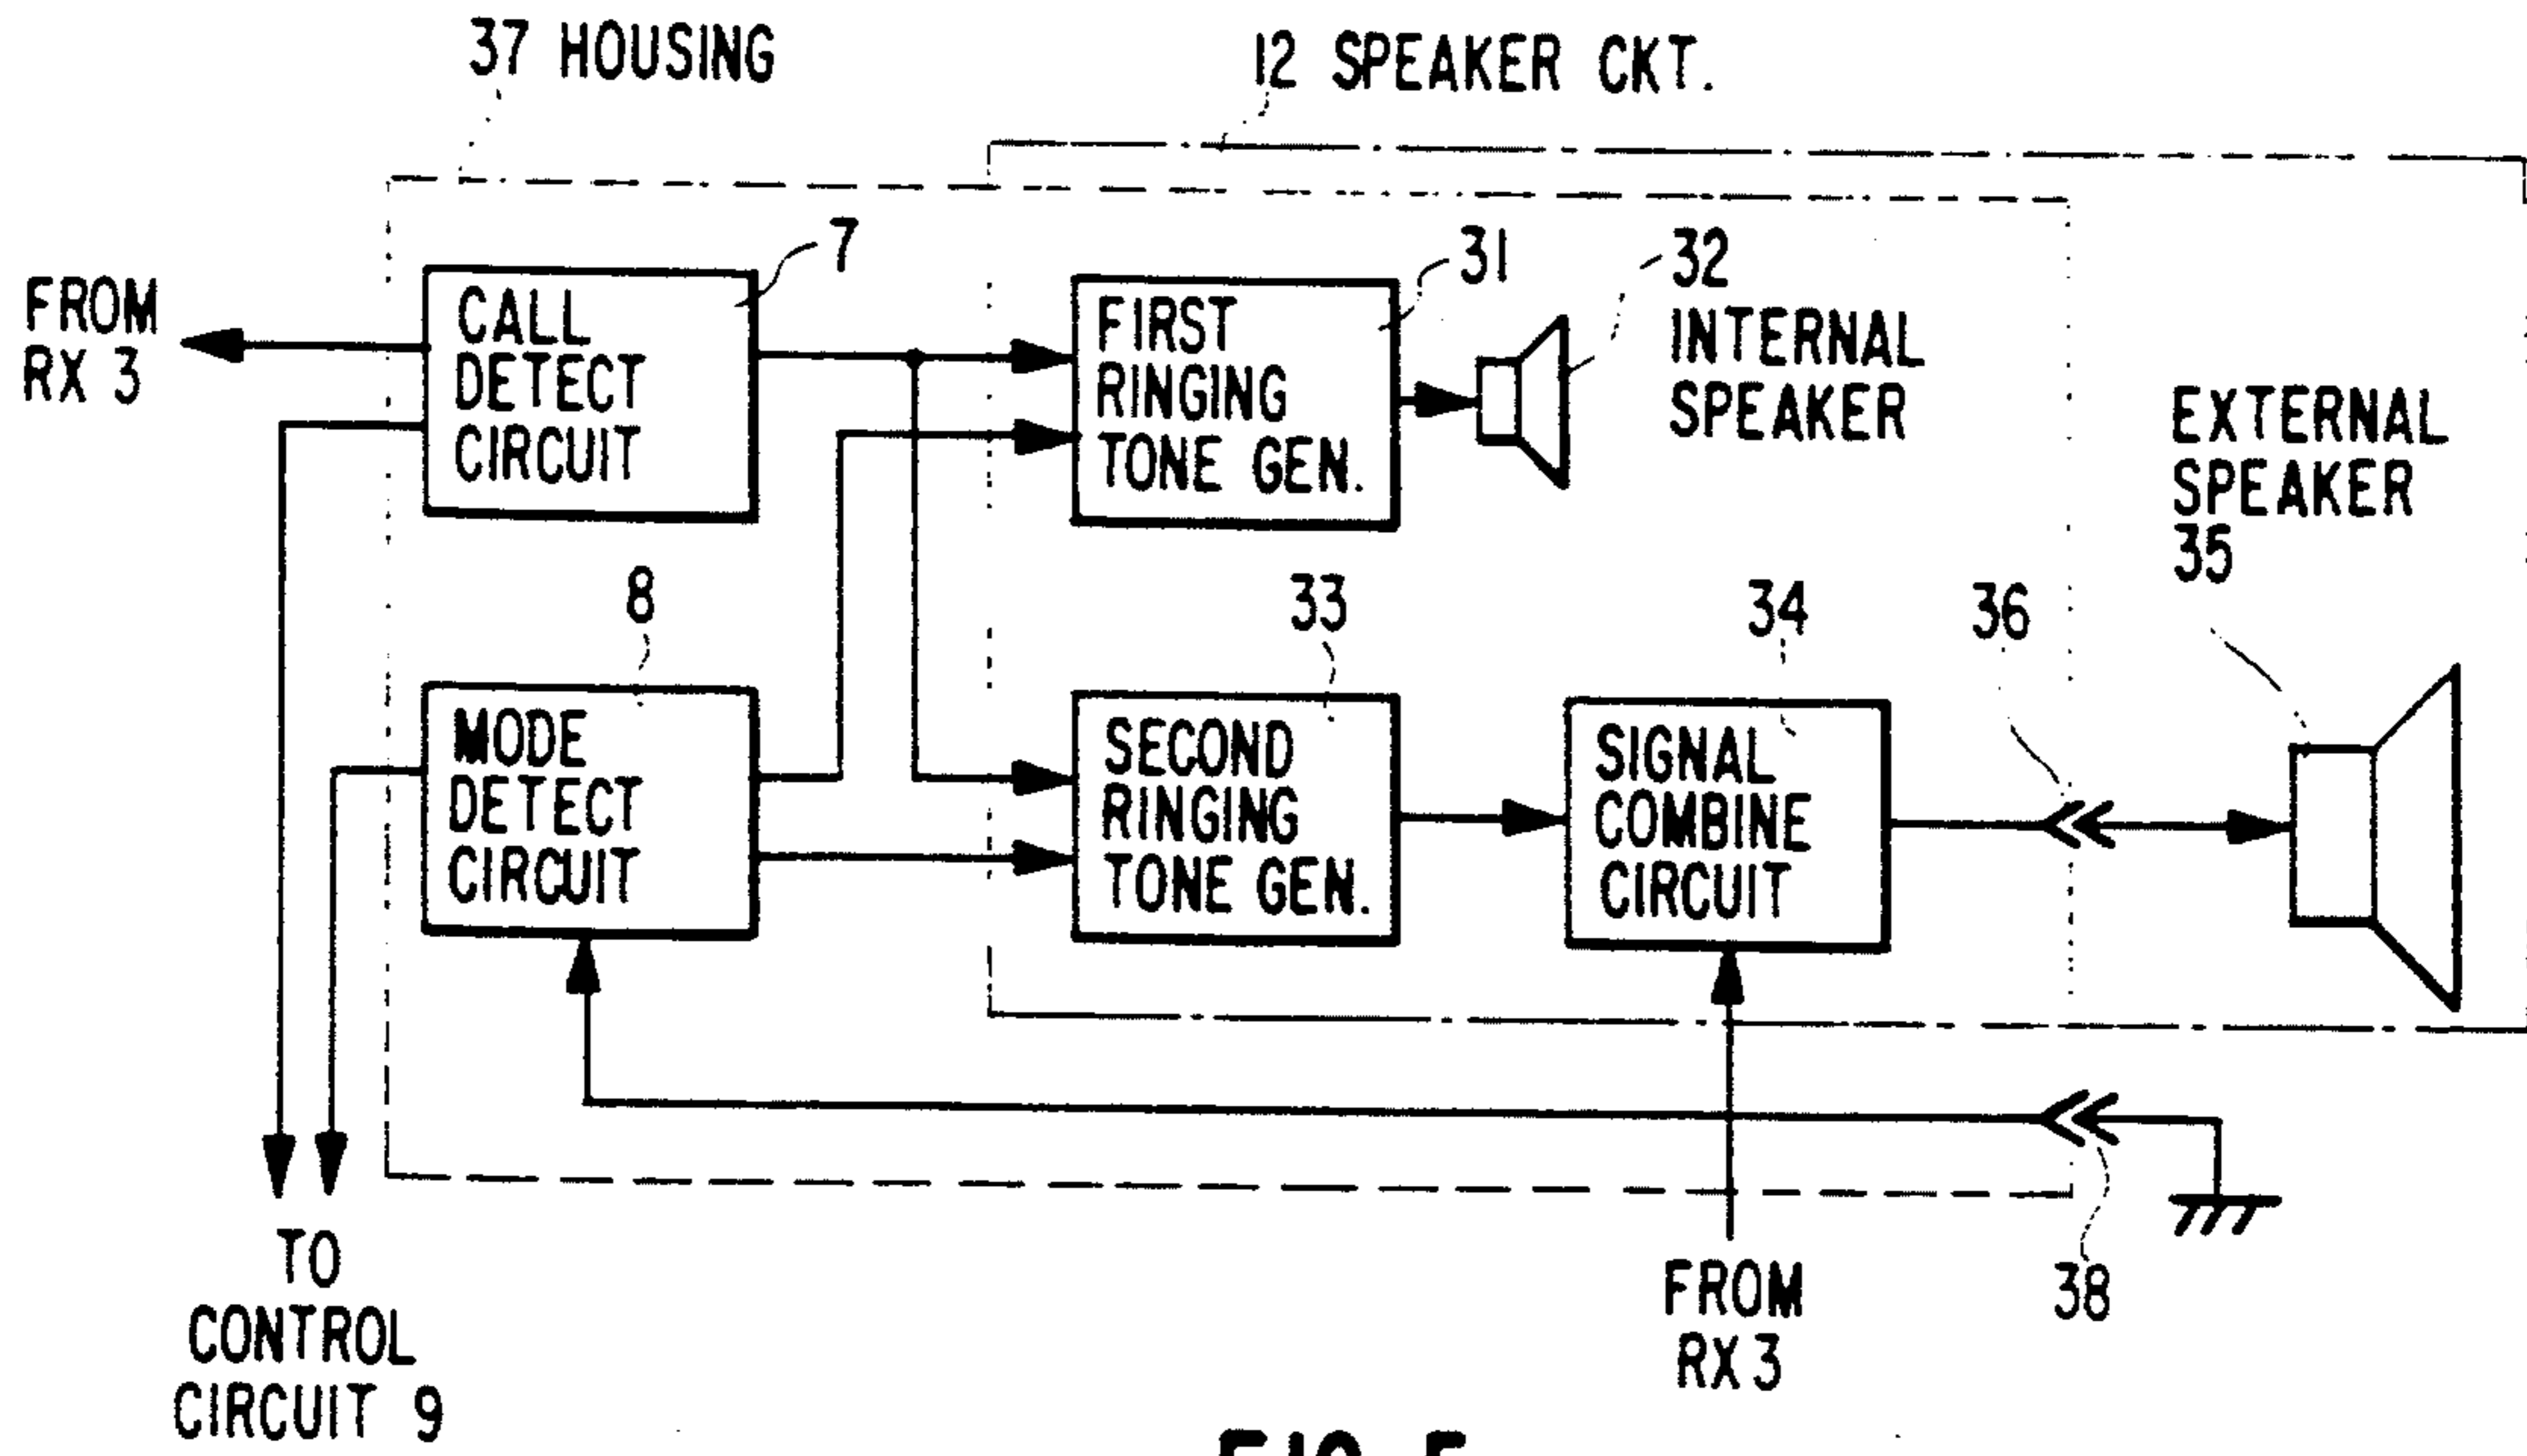 37 HOUSING
12 SPEAKER CKT.
FROM
RX 3
CALL
DETECT
CIRCUIT
7
FIRST
RINGING
TONE GEN.
31
32
INTERNAL
SPEAKER
EXTERNAL
SPEAKER
35
MODE
DETECT
CIRCUIT
8
SECOND
RINGING
TONE GEN.
33
SIGNAL
COMBINE
CIRCUIT
34
36
38
TO
CONTROL
CIRCUIT 9
FROM
RX 3